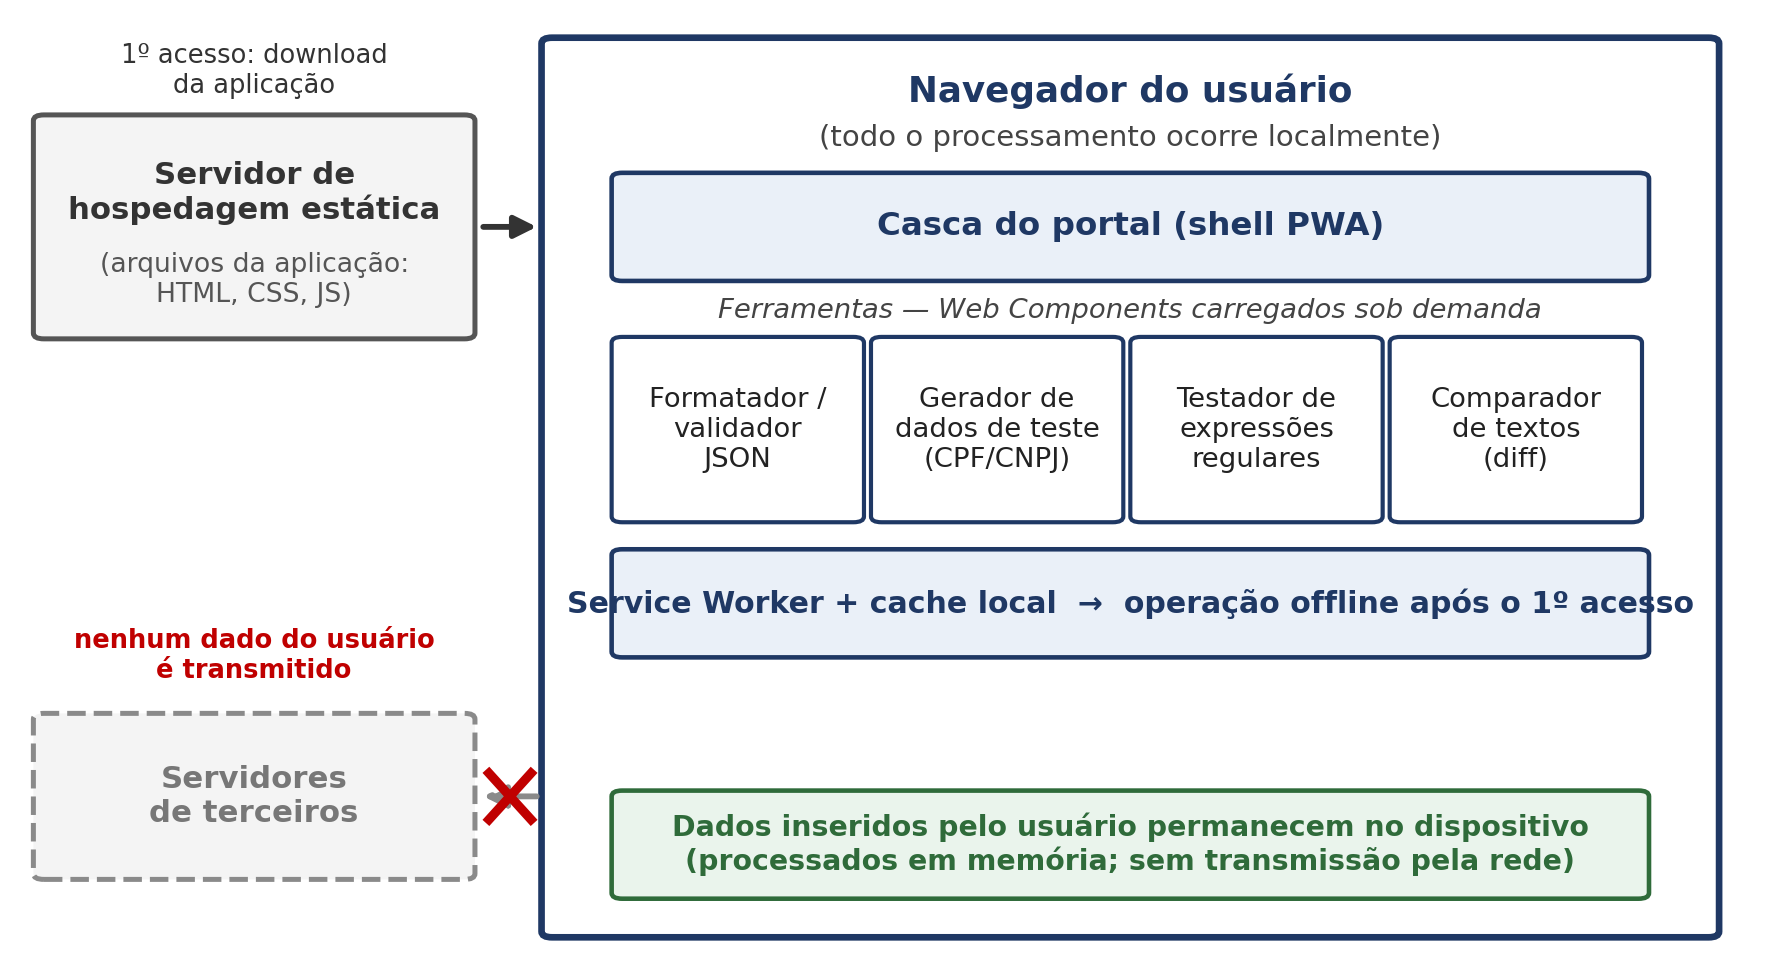 1º acesso: download
da aplicação
Servidor de
hospedagem estática
(arquivos da aplicação:
HTML, CSS, JS)
nenhum dado do usuário
é transmitido
Servidores
de terceiros
Navegador do usuário
(todo o processamento ocorre localmente)
Casca do portal (shell PWA)
Ferramentas — Web Components carregados sob demanda
Formatador /
validador
JSON
Gerador de
dados de teste
(CPF/CNPJ)
Testador de
expressões
regulares
Comparador
de textos
(diff)
Service Worker + cache local → operação offline após o 1º acesso
Dados inseridos pelo usuário permanecem no dispositivo
(processados em memória; sem transmissão pela rede)